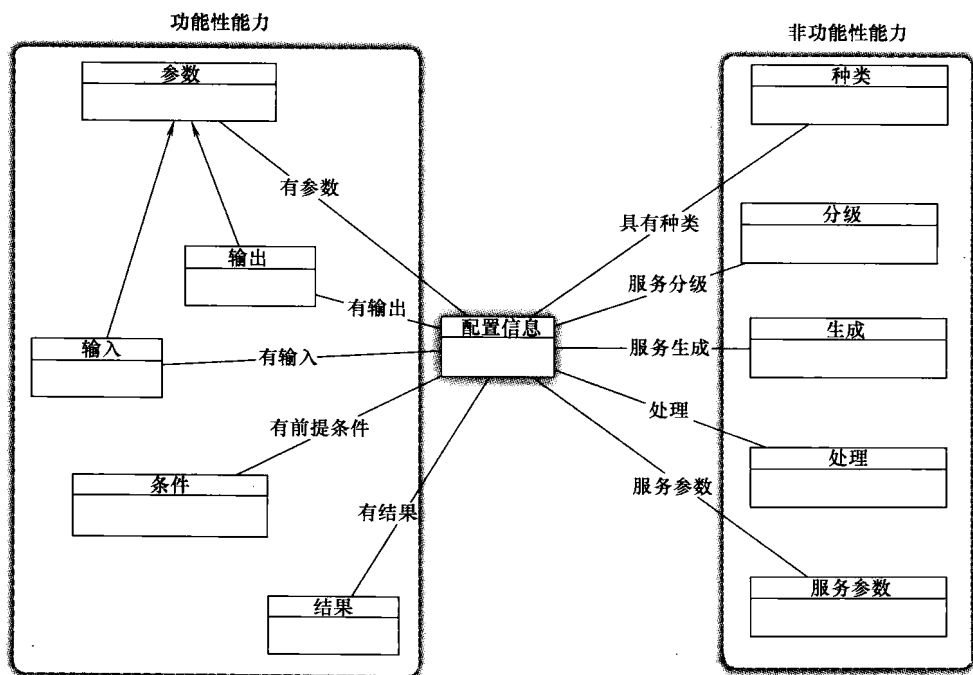 功能性能力
非功能性能力
参数
种类
有参数
具有种类
分级
输出
服务分级
有输出
配置信息
生成
输入
有输入
服务生成
处理
有前提条件
处理
条件
服务参数
有结果
服务参数
结果